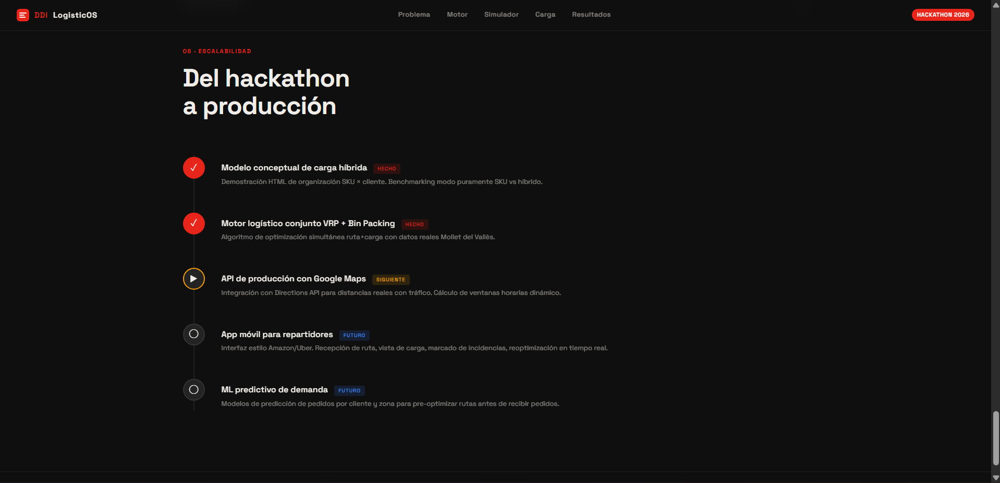 DDI LogisticOS
Problema Motor Simulador Carga Resultados
HACKATHON 2026
06 · ESCALABILIDAD
Del hackathon
a producción
Modelo conceptual de carga híbrida HECHO
Demostración HTML de organización SKU × cliente. Benchmarking modo puramente SKU vs híbrido.
Motor logístico conjunto VRP + Bin Packing HECHO
Algoritmo de optimización simultánea ruta+carga con datos reales Mollet del Vallès.
API de producción con Google Maps SIGUIENTE
Integración con Directions API para distancias reales con tráfico. Cálculo de ventanas horarias dinámico.
App móvil para repartidores FUTURO
Interfaz estilo Amazon/Uber. Recepción de ruta, vista de carga, marcado de incidencias, reoptimización en tiempo real.
ML predictivo de demanda FUTURO
Modelos de predicción de pedidos por cliente y zona para pre-optimizar rutas antes de recibir pedidos.